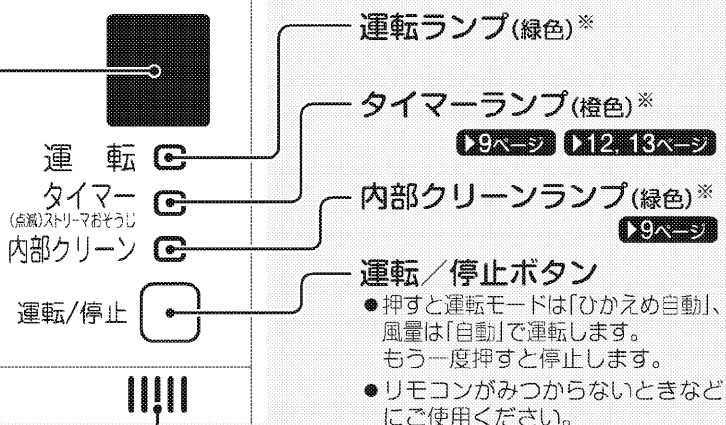 運転ランプ(緑色)※
タイマーランプ(橙色)※
▶9ページ ▶12, 13ページ
内部クリーンランプ(緑色)※
▶9ページ
運転/停止ボタン
●押すと運転モードは「ひかえめ自動」、
風量は「自動」で運転します。
もう一度押すと停止します。
●リモコンがみつからないときなど
にご使用ください。
運 転
タイマー
(点滅)ストリーマおそうじ
内部クリーン
運転/停止